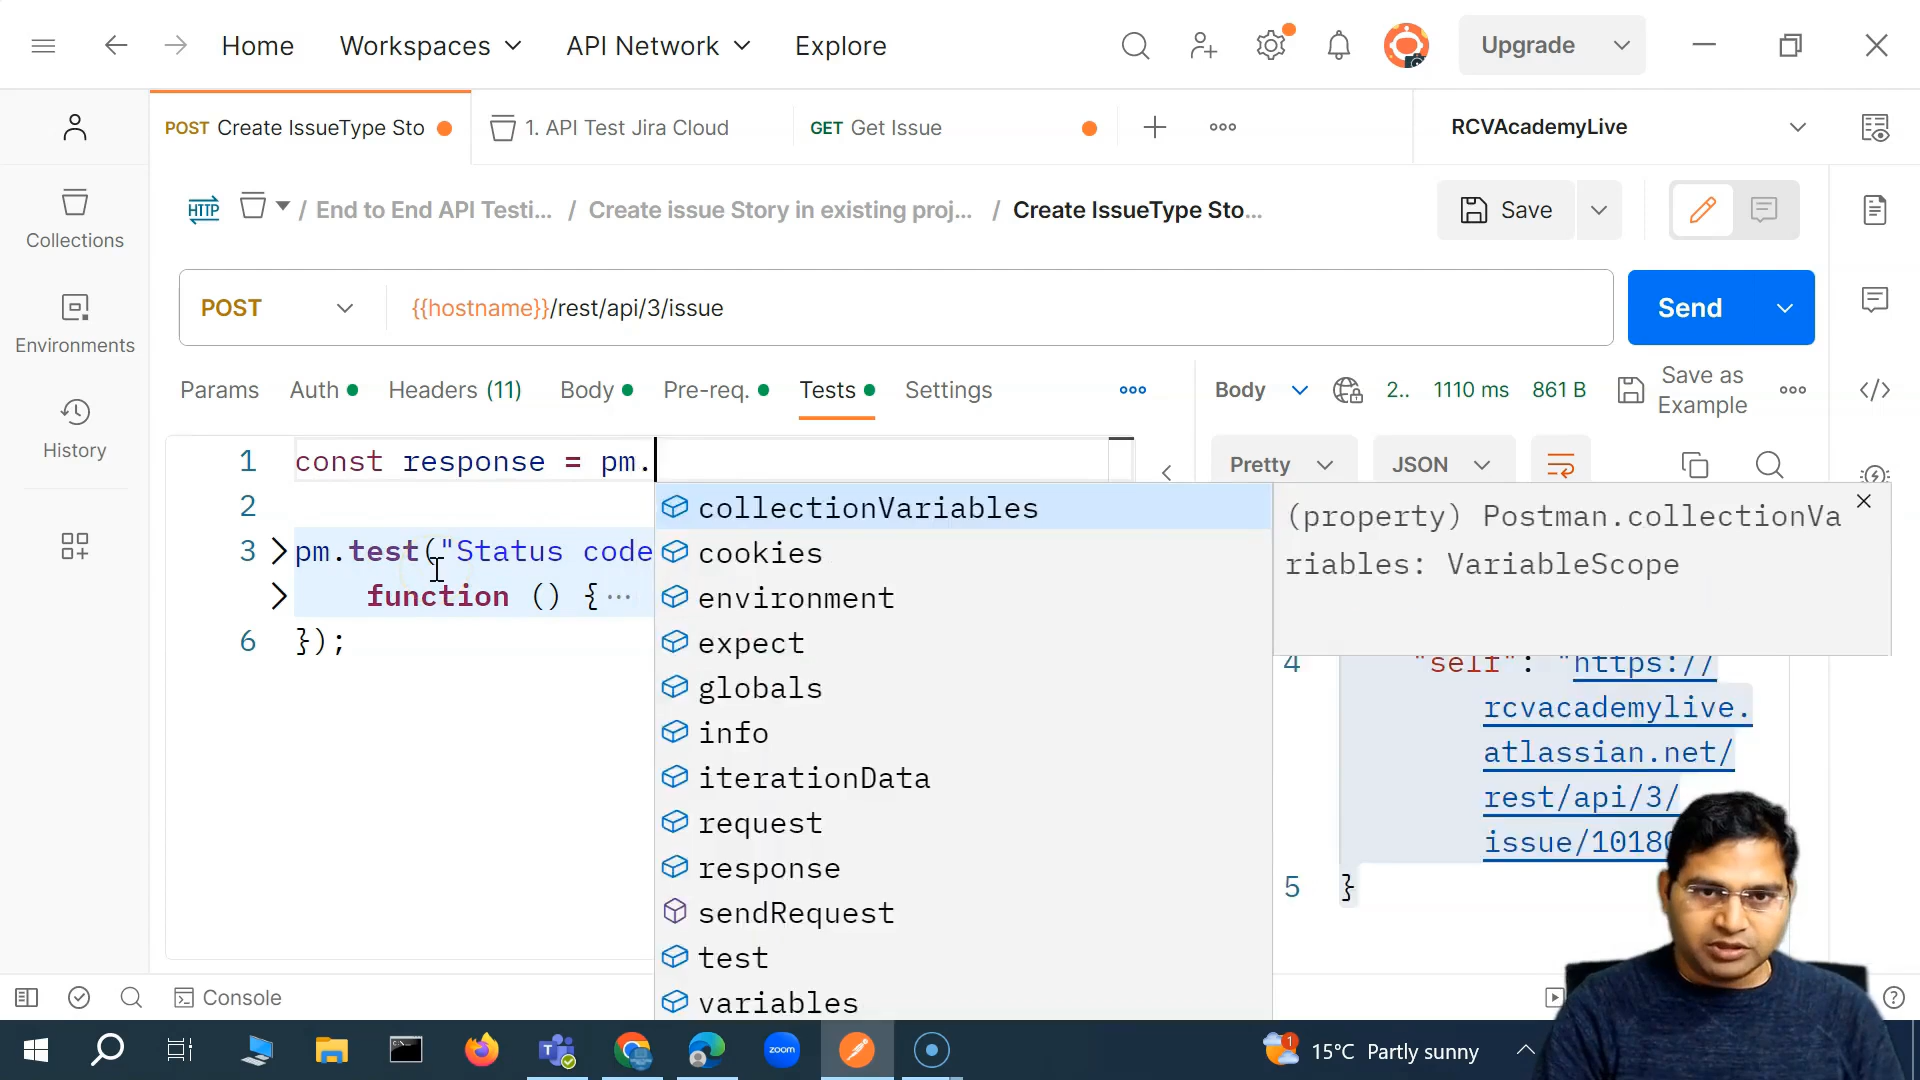 Home Workspaces API Network Explore Upgrade
POST Create IssueType Sto 1. API Test Jira Cloud GET Get Issue RCVAcademyLive
HTTP / End to End API Testi... / Create issue Story in existing proj... / Create IssueType Sto... Save
Collections
Environments
History
POST {{hostname}}/rest/api/3/issue Send
Params Auth Headers (11) Body Pre-req. Tests Settings
Body 2.. 1110 ms 861 B Save as Example
Pretty JSON
1 const response = pm.
2
3 pm.test("Status code
function () {···
6 });
collectionVariables
cookies
environment
expect
globals
info
iterationData
request
response
sendRequest
test
variables
(property) Postman.collectionVa
riables: VariableScope
4 "self": "https://
rcvacademylive.
atlassian.net/
rest/api/3/
issue/1018
5 }
Console
zoom
1 15°C Partly sunny